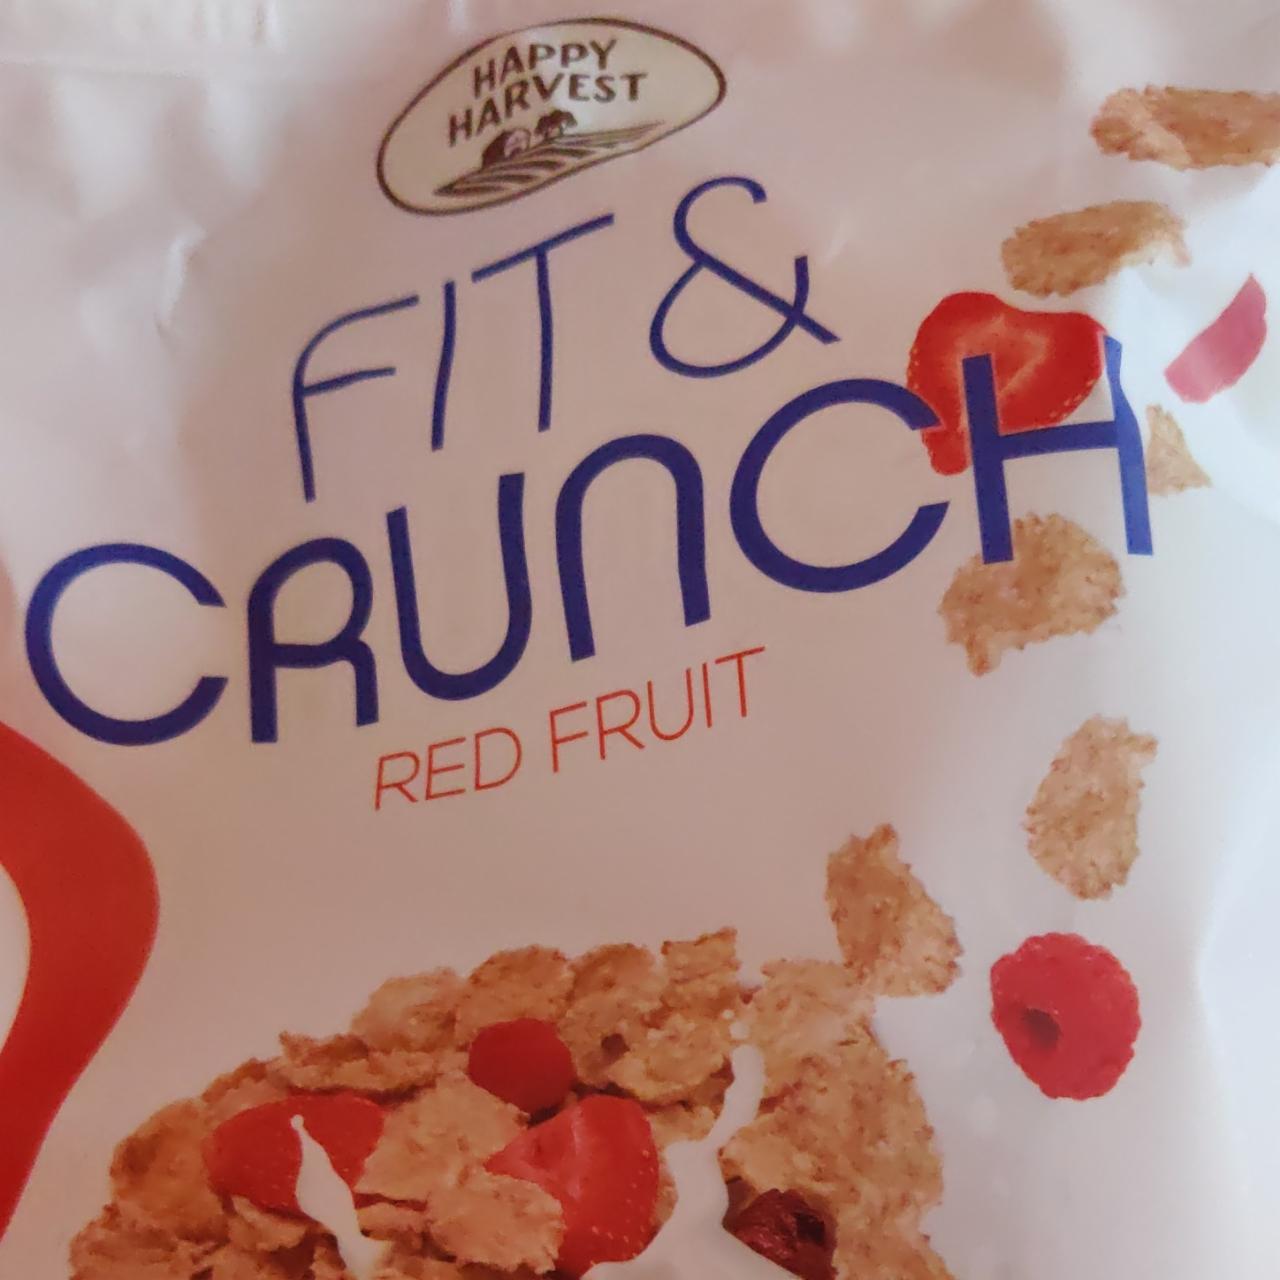 HAPPY
HARVEST
FIT &
CRUNCH
RED FRUIT